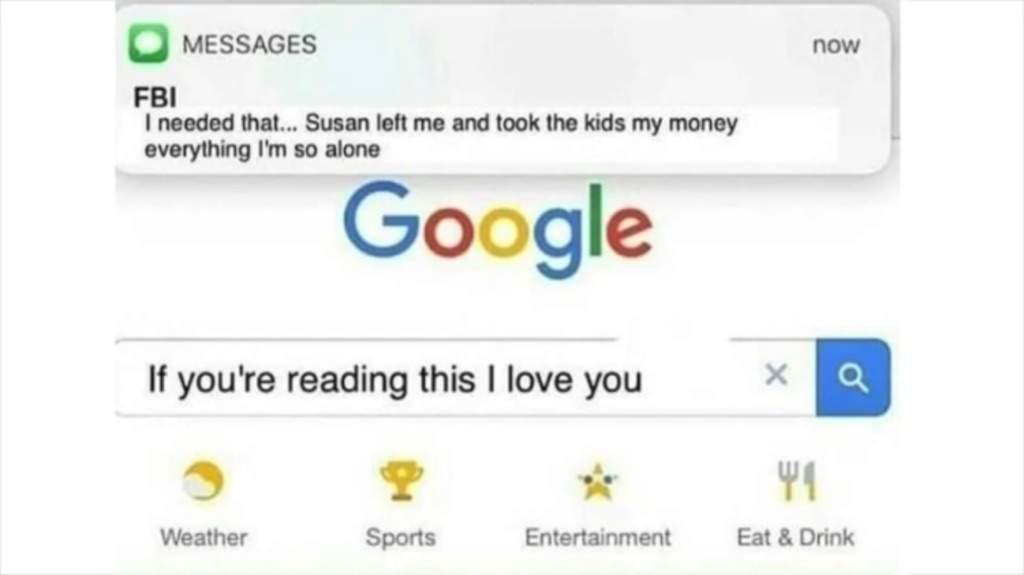 MESSAGES now
FBI
I needed that... Susan left me and took the kids my money
everything I'm so alone
Google
If you're reading this I love you
Weather Sports Entertainment Eat & Drink